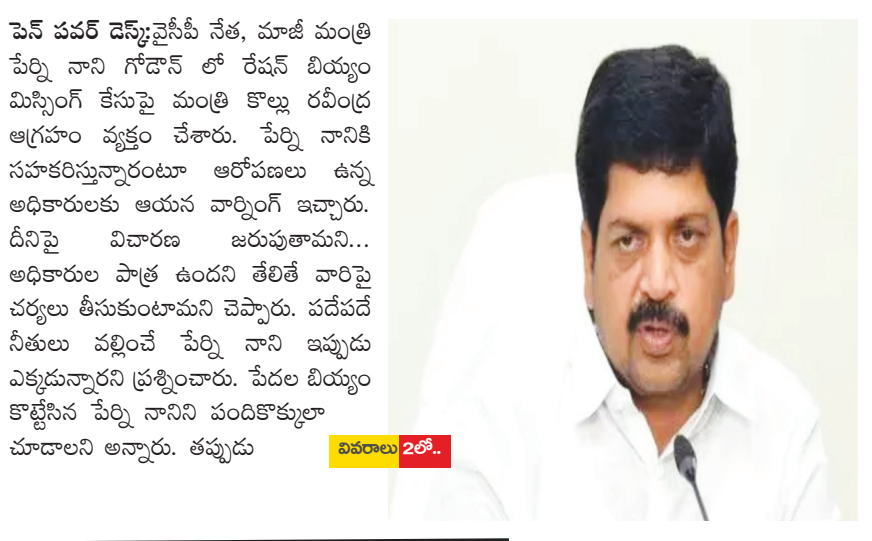 పెన్ పవర్ డెస్క్:వైసీపీ నేత, మాజీ మంత్రి
పేర్ని నాని గోడౌన్ లో రేషన్ బియ్యం
మిస్సింగ్ కేసుపై మంత్రి కొల్లు రవీంద్ర
ఆగ్రహం వ్యక్తం చేశారు. పేర్ని నానికి
సహకరిస్తున్నారంటూ ఆరోపణలు ఉన్న
అధికారులకు ఆయన వార్నింగ్ ఇచ్చారు.
దీనిపై విచారణ జరుపుతామని...
అధికారుల పాత్ర ఉందని తేలితే వారిపై
చర్యలు తీసుకుంటామని చెప్పారు. పదేపదే
నీతులు వల్లించే పేర్ని నాని ఇప్పుడు
ఎక్కడున్నారని ప్రశ్నించారు. పేదల బియ్యం
కొట్టేసిన పేర్ని నానిని పందికొక్కులా
చూడాలని అన్నారు. తప్పుడు
వివరాలు 2లో..